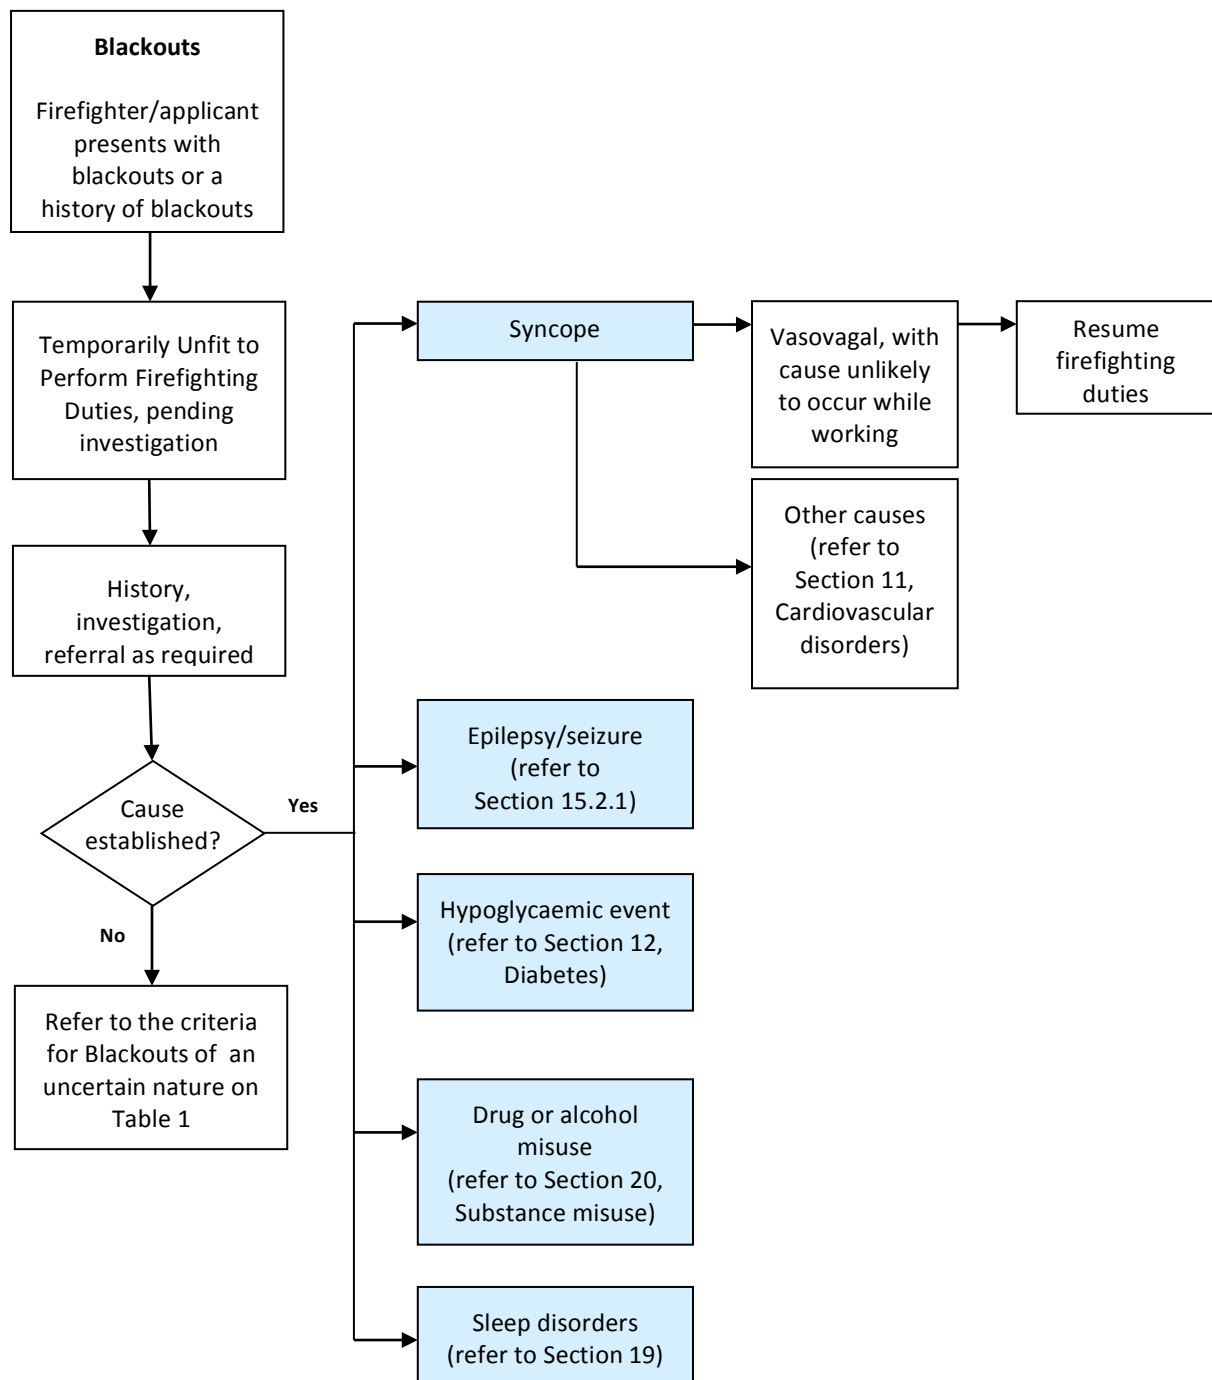 Blackouts
Firefighter/applicant
presents with
blackouts or a
history of blackouts
Temporarily Unfit to
Perform Firefighting
Duties, pending
investigation
History,
investigation,
referral as required
Cause
established?
Yes
No
Refer to the criteria
for Blackouts of an
uncertain nature on
Table 1
Syncope
Vasovagal, with
cause unlikely
to occur while
working
Resume
firefighting
duties
Other causes
(refer to
Section 11,
Cardiovascular
disorders)
Epilepsy/seizure
(refer to
Section 15.2.1)
Hypoglycaemic event
(refer to Section 12,
Diabetes)
Drug or alcohol
misuse
(refer to Section 20,
Substance misuse)
Sleep disorders
(refer to Section 19)